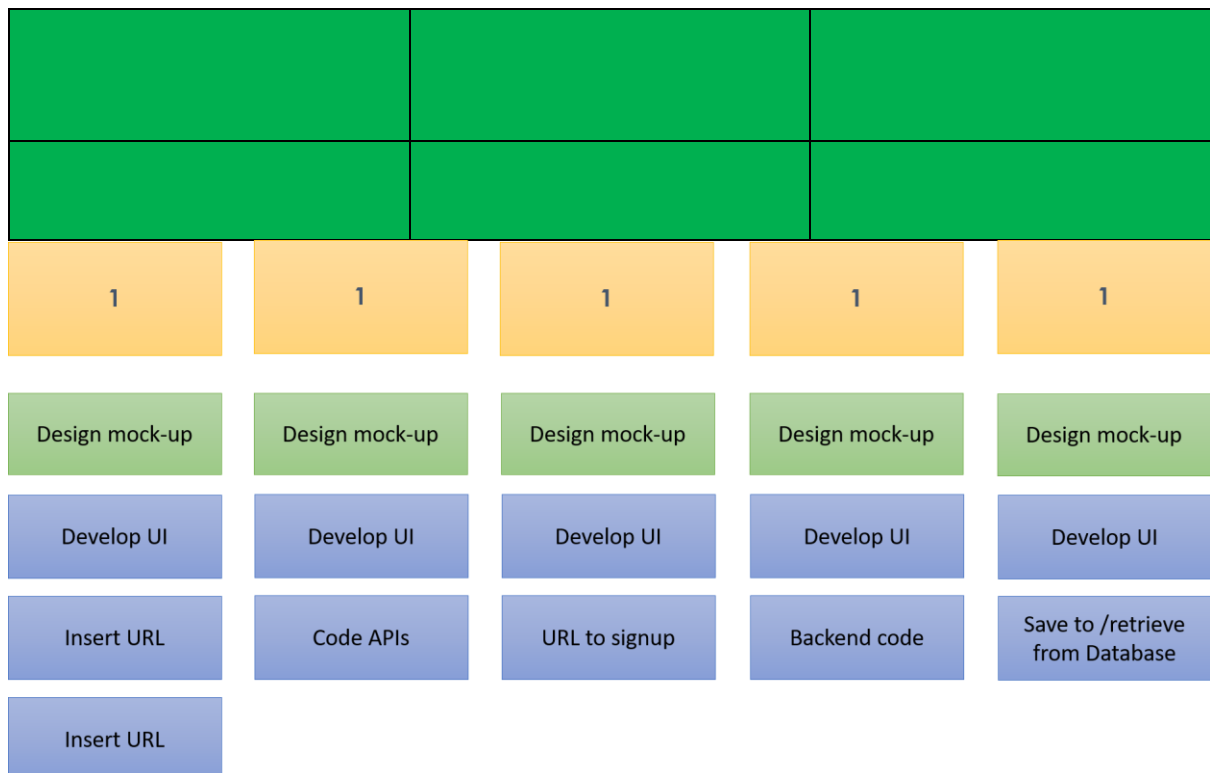 1 1 1 1 1
Design mock-up Design mock-up Design mock-up Design mock-up Design mock-up
Develop UI Develop UI Develop UI Develop UI Develop UI
Insert URL Code APIs URL to signup Backend code Save to /retrieve
from Database
Insert URL